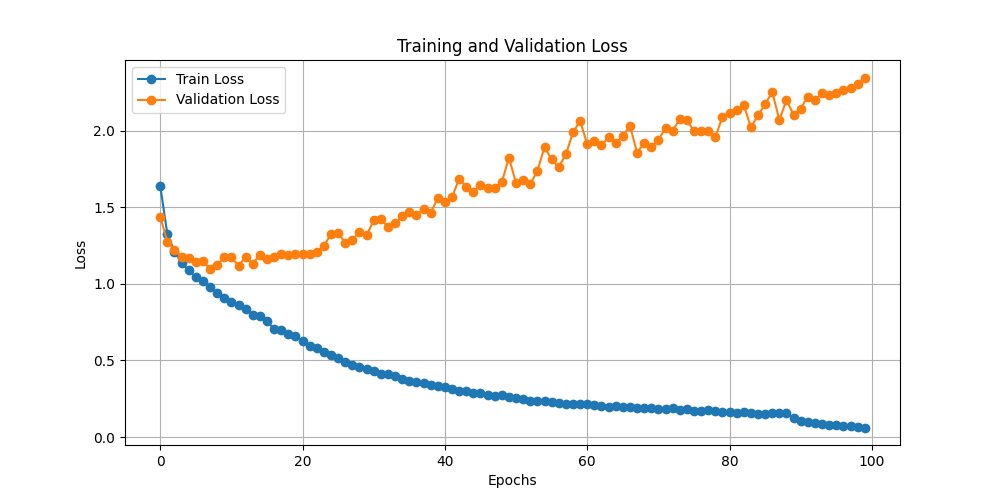 Training and Validation Loss
Train Loss
Validation Loss
Loss
2.0
1.5
1.0
0.5
0.0
0 20 40 60 80 100
Epochs